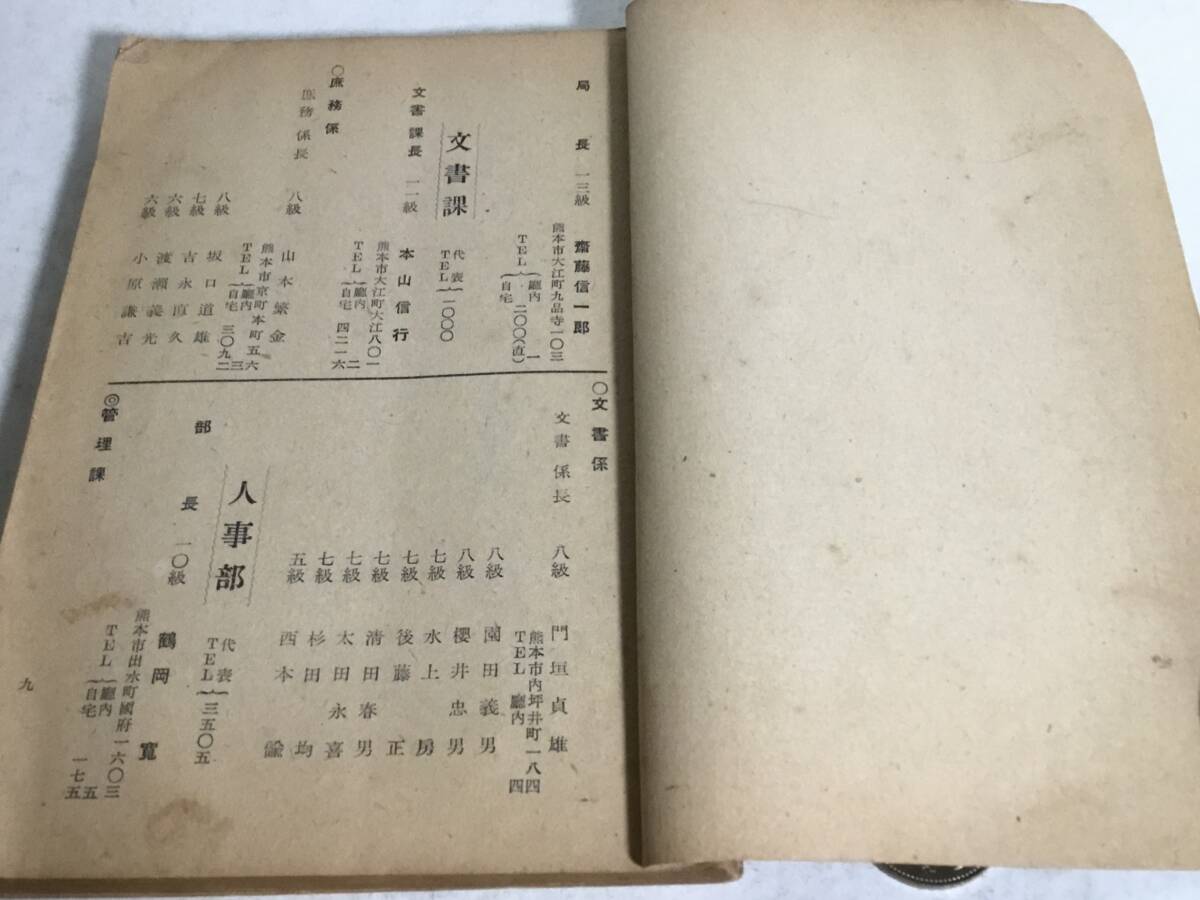 局長 一三級 齋藤信一郎
熊本市大江町九品寺一〇三
TEL{廳内 一
自宅 二〇〇(直)
文書課
代表
TEL}一〇〇〇
文書課長 一一級 本山信行
熊本市大江町大江八〇一
TEL{廳内 二
自宅 四二一六
〇庶務係
庶務係長 八級 山本繁金
熊本市京町本町五六
TEL{廳内 三
自宅 三〇九二
八級 坂口道雄
七級 吉永直久
六級 渡瀬義光
六級 小原謙吉
〇文書係
文書係長 八級 門垣貞雄
熊本市内坪井町一八四
TEL 廳内 四
八級 園田義男
八級 櫻井忠男
七級 水上房
七級 後藤正
七級 清田春男
七級 太田永喜
七級 杉田均
五級 西本
人事部
代表
TEL}三五〇五
部長 一〇級 鶴岡寛
熊本市出水町國府一六〇三
TEL{廳内 五
自宅 一七五
◎管理課
九